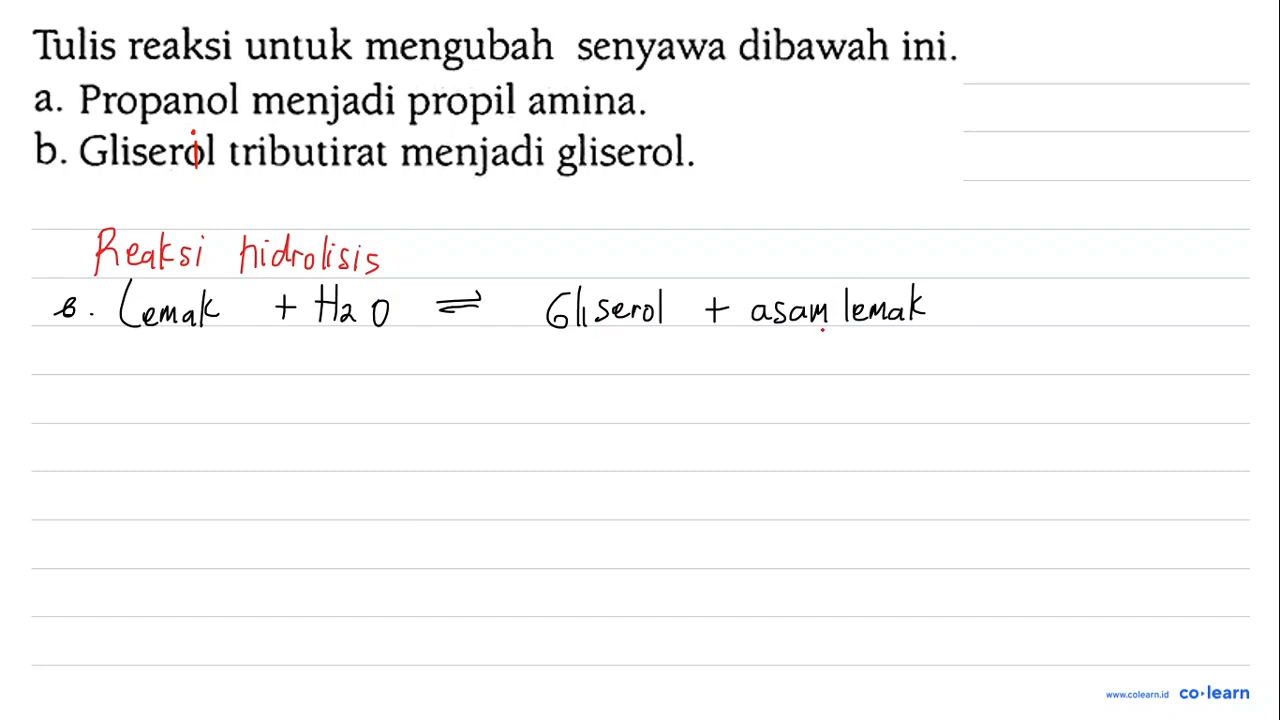 Tulis reaksi untuk mengubah senyawa dibawah ini.
a. Propanol menjadi propil amina.
b. Gliseril tributirat menjadi gliserol.
Reaksi hidrolisis
b. Lemak + H2O ⇌ Gliserol + asam lemak
www.colearn.id co·learn